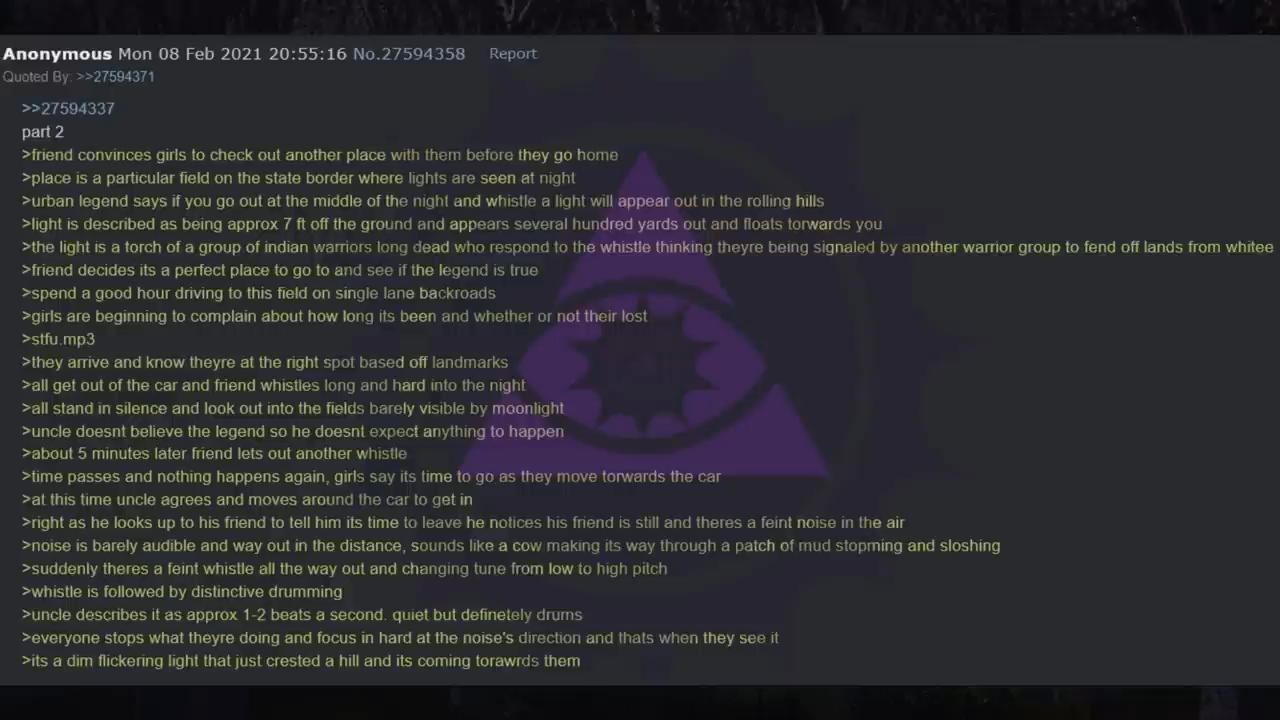 Anonymous Mon 08 Feb 2021 20:55:16 No.27594358 Report
Quoted By: >>27594371
>>27594337
part 2
>friend convinces girls to check out another place with them before they go home
>place is a particular field on the state border where lights are seen at night
>urban legend says if you go out at the middle of the night and whistle a light will appear out in the rolling hills
>light is described as being approx 7 ft off the ground and appears several hundred yards out and floats torwards you
>the light is a torch of a group of indian warriors long dead who respond to the whistle thinking theyre being signaled by another warrior group to fend off lands from whitee
>friend decides its a perfect place to go to and see if the legend is true
>spend a good hour driving to this field on single lane backroads
>girls are beginning to complain about how long its been and whether or not their lost
>stfu.mp3
>they arrive and know theyre at the right spot based off landmarks
>all get out of the car and friend whistles long and hard into the night
>all stand in silence and look out into the fields barely visible by moonlight
>uncle doesnt believe the legend so he doesnt expect anything to happen
>about 5 minutes later friend lets out another whistle
>time passes and nothing happens again, girls say its time to go as they move torwards the car
>at this time uncle agrees and moves around the car to get in
>right as he looks up to his friend to tell him its time to leave he notices his friend is still and theres a feint noise in the air
>noise is barely audible and way out in the distance, sounds like a cow making its way through a patch of mud stopming and sloshing
>suddenly theres a feint whistle all the way out and changing tune from low to high pitch
>whistle is followed by distinctive drumming
>uncle describes it as approx 1-2 beats a second. quiet but definetely drums
>everyone stops what theyre doing and focus in hard at the noise's direction and thats when they see it
>its a dim flickering light that just crested a hill and its coming torawrds them